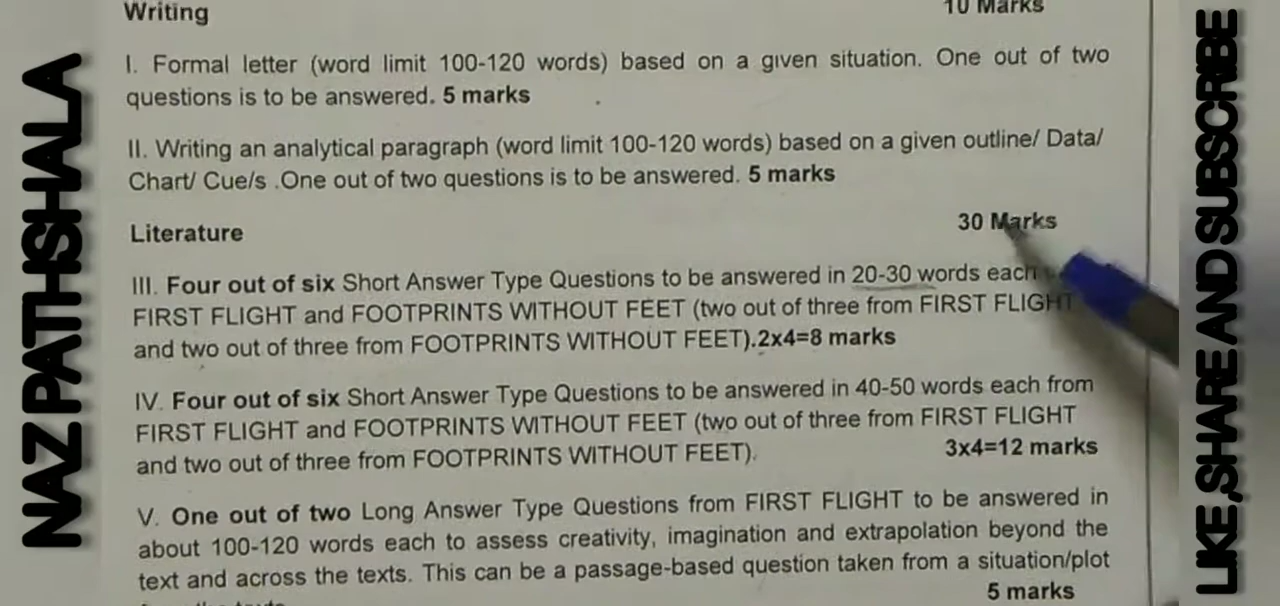 NAZ PATHSHALA
Writing
10 Marks
I. Formal letter (word limit 100-120 words) based on a given situation. One out of two
questions is to be answered. 5 marks
II. Writing an analytical paragraph (word limit 100-120 words) based on a given outline/ Data/
Chart/ Cue/s .One out of two questions is to be answered. 5 marks
Literature
30 Marks
III. Four out of six Short Answer Type Questions to be answered in 20-30 words each
FIRST FLIGHT and FOOTPRINTS WITHOUT FEET (two out of three from FIRST FLIGHT
and two out of three from FOOTPRINTS WITHOUT FEET).2x4=8 marks
IV. Four out of six Short Answer Type Questions to be answered in 40-50 words each from
FIRST FLIGHT and FOOTPRINTS WITHOUT FEET (two out of three from FIRST FLIGHT
and two out of three from FOOTPRINTS WITHOUT FEET).
3x4=12 marks
V. One out of two Long Answer Type Questions from FIRST FLIGHT to be answered in
about 100-120 words each to assess creativity, imagination and extrapolation beyond the
text and across the texts. This can be a passage-based question taken from a situation/plot
5 marks
LIKE,SHARE AND SUBSCRIBE